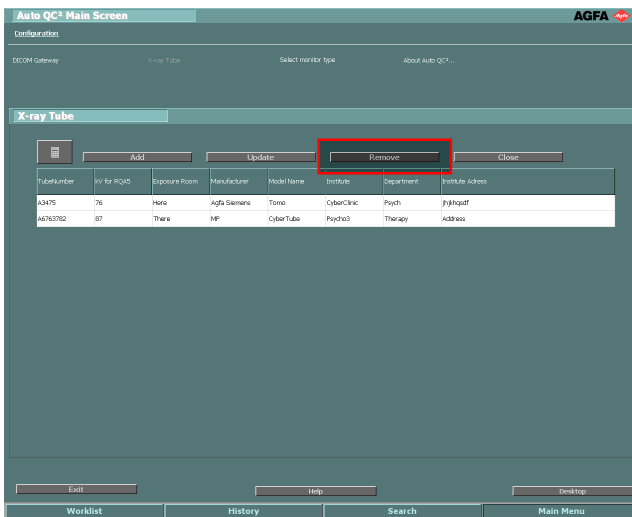 Auto QC² Main Screen
AGFA Agfa
Configuration
DICOM Gateway X-ray Tube Select monitor type About Auto QC²...
X-ray Tube
Add Update Remove Close
TubeNumber kV for RQA5 Exposure Room Manufacturer Model Name Institute Department Institute Adress
A3475 76 Here Agfa Siemens Tomo CyberClinic Psych jhjkhqsdf
A6763782 87 There MP CyberTube Psycho3 Therapy Address
Exit Help Desktop
Worklist History Search Main Menu